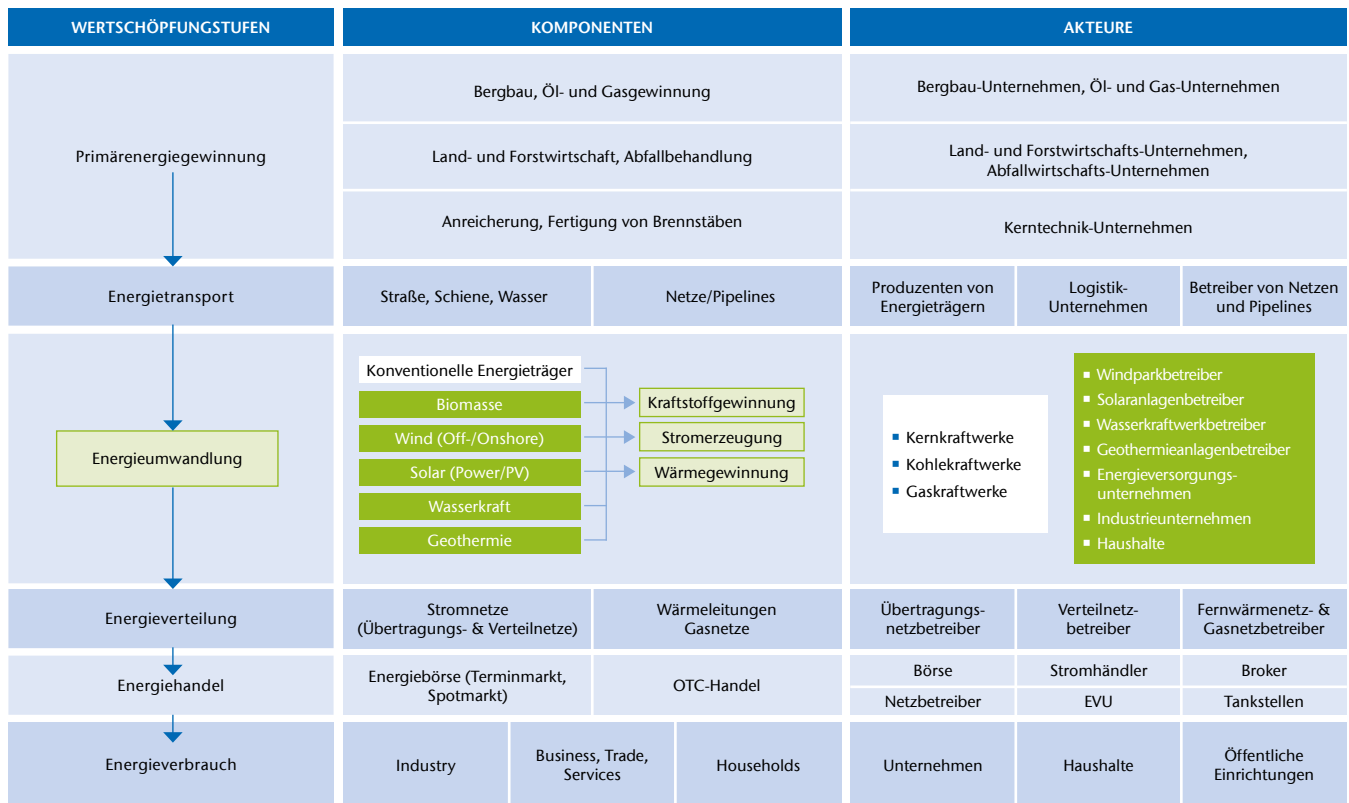 WERTSCHÖPFUNGSTUFEN
KOMPONENTEN
AKTEURE
Primärenergiegewinnung
Bergbau, Öl- und Gasgewinnung
Bergbau-Unternehmen, Öl- und Gas-Unternehmen
Land- und Forstwirtschaft, Abfallbehandlung
Land- und Forstwirtschafts-Unternehmen,
Abfallwirtschafts-Unternehmen
Anreicherung, Fertigung von Brennstäben
Kerntechnik-Unternehmen
Energietransport
Straße, Schiene, Wasser
Netze/Pipelines
Produzenten von
Energieträgern
Logistik-
Unternehmen
Betreiber von Netzen
und Pipelines
Energieumwandlung
Konventionelle Energieträger
Biomasse
Wind (Off-/Onshore)
Solar (Power/PV)
Wasserkraft
Geothermie
Kraftstoffgewinnung
Stromerzeugung
Wärmegewinnung
Kernkraftwerke
Kohlekraftwerke
Gaskraftwerke
Windparkbetreiber
Solaranlagenbetreiber
Wasserkraftwerkbetreiber
Geothermieanlagenbetreiber
Energieversorgungs-
unternehmen
Industrieunternehmen
Haushalte
Energieverteilung
Stromnetze
(Übertragungs- & Verteilnetze)
Wärmeleitungen
Gasnetze
Übertragungs-
netzbetreiber
Verteilnetz-
betreiber
Fernwärmenetz- &
Gasnetzbetreiber
Energiehandel
Energiebörse (Terminmarkt,
Spotmarkt)
OTC-Handel
Börse
Stromhändler
Broker
Netzbetreiber
EVU
Tankstellen
Energieverbrauch
Industry
Business, Trade,
Services
Households
Unternehmen
Haushalte
Öffentliche
Einrichtungen